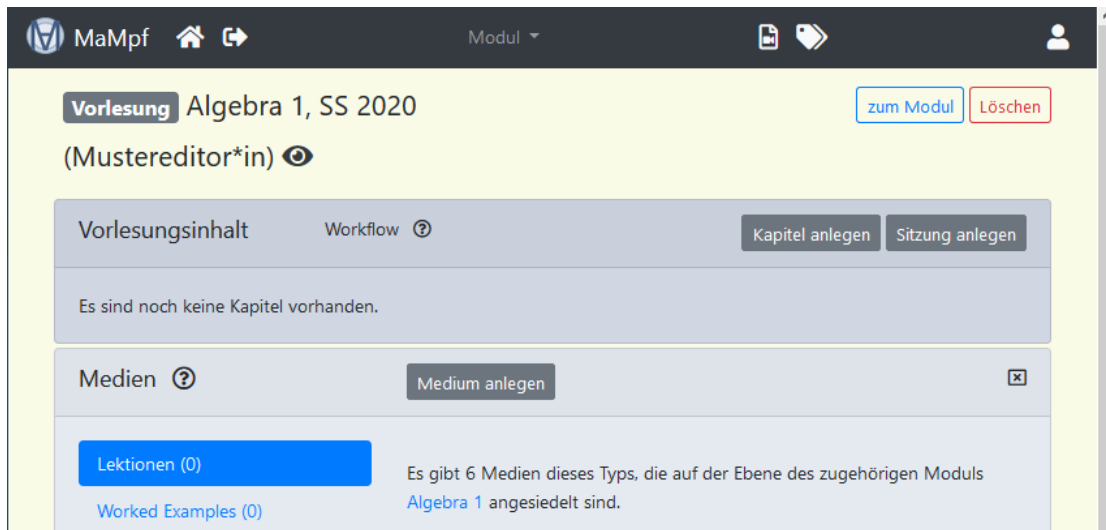 MaMpf Modul
Vorlesung Algebra 1, SS 2020 zum Modul Löschen
(Mustereditor*in)
Vorlesungsinhalt Workflow Kapitel anlegen Sitzung anlegen
Es sind noch keine Kapitel vorhanden.
Medien Medium anlegen
Lektionen (0)
Es gibt 6 Medien dieses Typs, die auf der Ebene des zugehörigen Moduls
Algebra 1 angesiedelt sind.
Worked Examples (0)